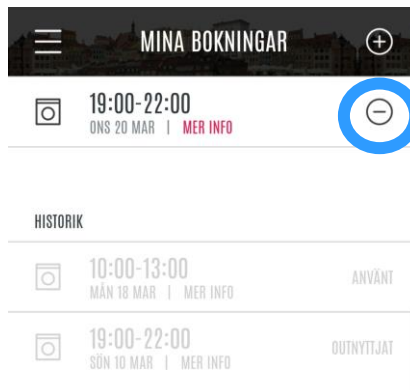 MINA BOKNINGAR
19:00-22:00
ONS 20 MAR | MER INFO
HISTORIK
10:00-13:00
MÅN 18 MAR | MER INFO
ANVÄNT
19:00-22:00
SÖN 10 MAR | MER INFO
OUTNYTTJAT